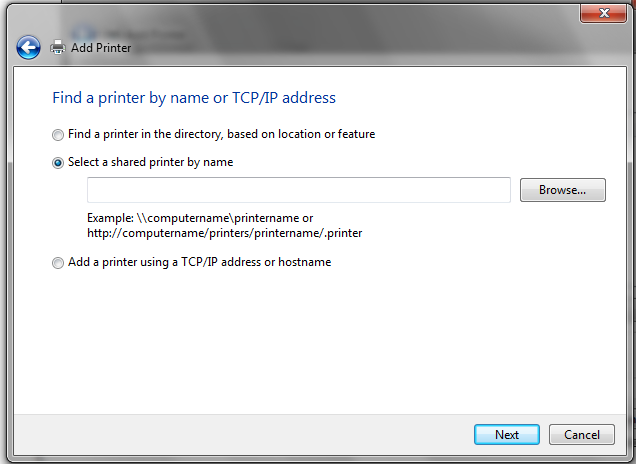 Add Printer
Find a printer by name or TCP/IP address
Find a printer in the directory, based on location or feature
Select a shared printer by name
Browse...
Example: \\computername\printername or
http://computername/printers/printername/.printer
Add a printer using a TCP/IP address or hostname
Next
Cancel